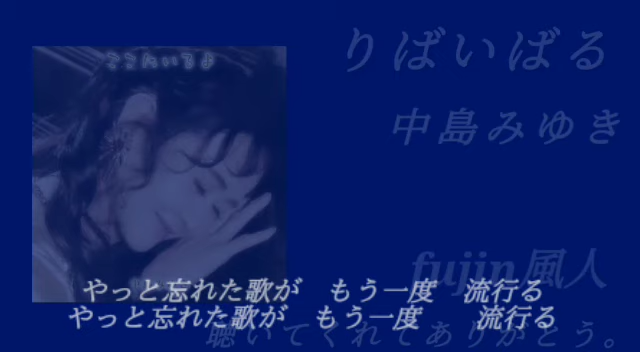 りばいばる
中島みゆき
ここにいるよ
fujin風人
やっと忘れた歌が　もう一度　流行る
やっと忘れた歌が　もう一度　　流行る
聴いてくれてありがとう。